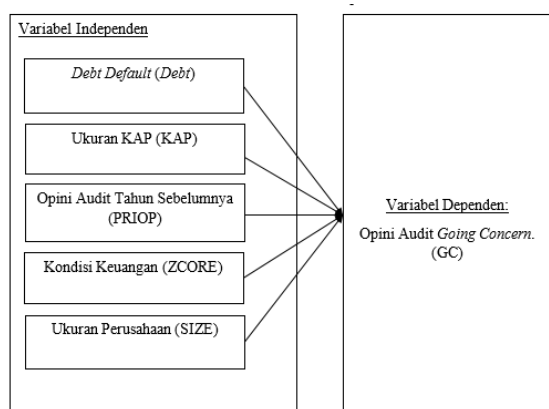 Variabel Independen
Debt Default (Debt)
Ukuran KAP (KAP)
Opini Audit Tahun Sebelumnya
(PRIOP)
Kondisi Keuangan (ZCORE)
Ukuran Perusahaan (SIZE)
Variabel Dependen:
Opini Audit Going Concern.
(GC)